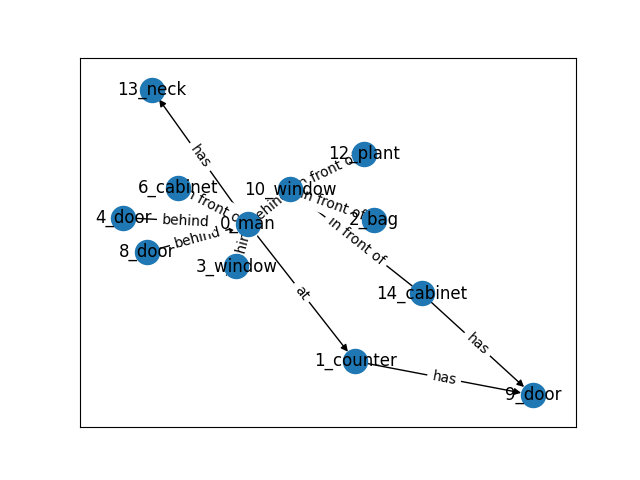 13_neck
has
12_plant
in front of
6_cabinet
10_window
in front of
in front of
4_door
behind
0_man
2_bag
behind
8_door
behind
in front of
3_window
at
14_cabinet
has
1_counter
has
9_door